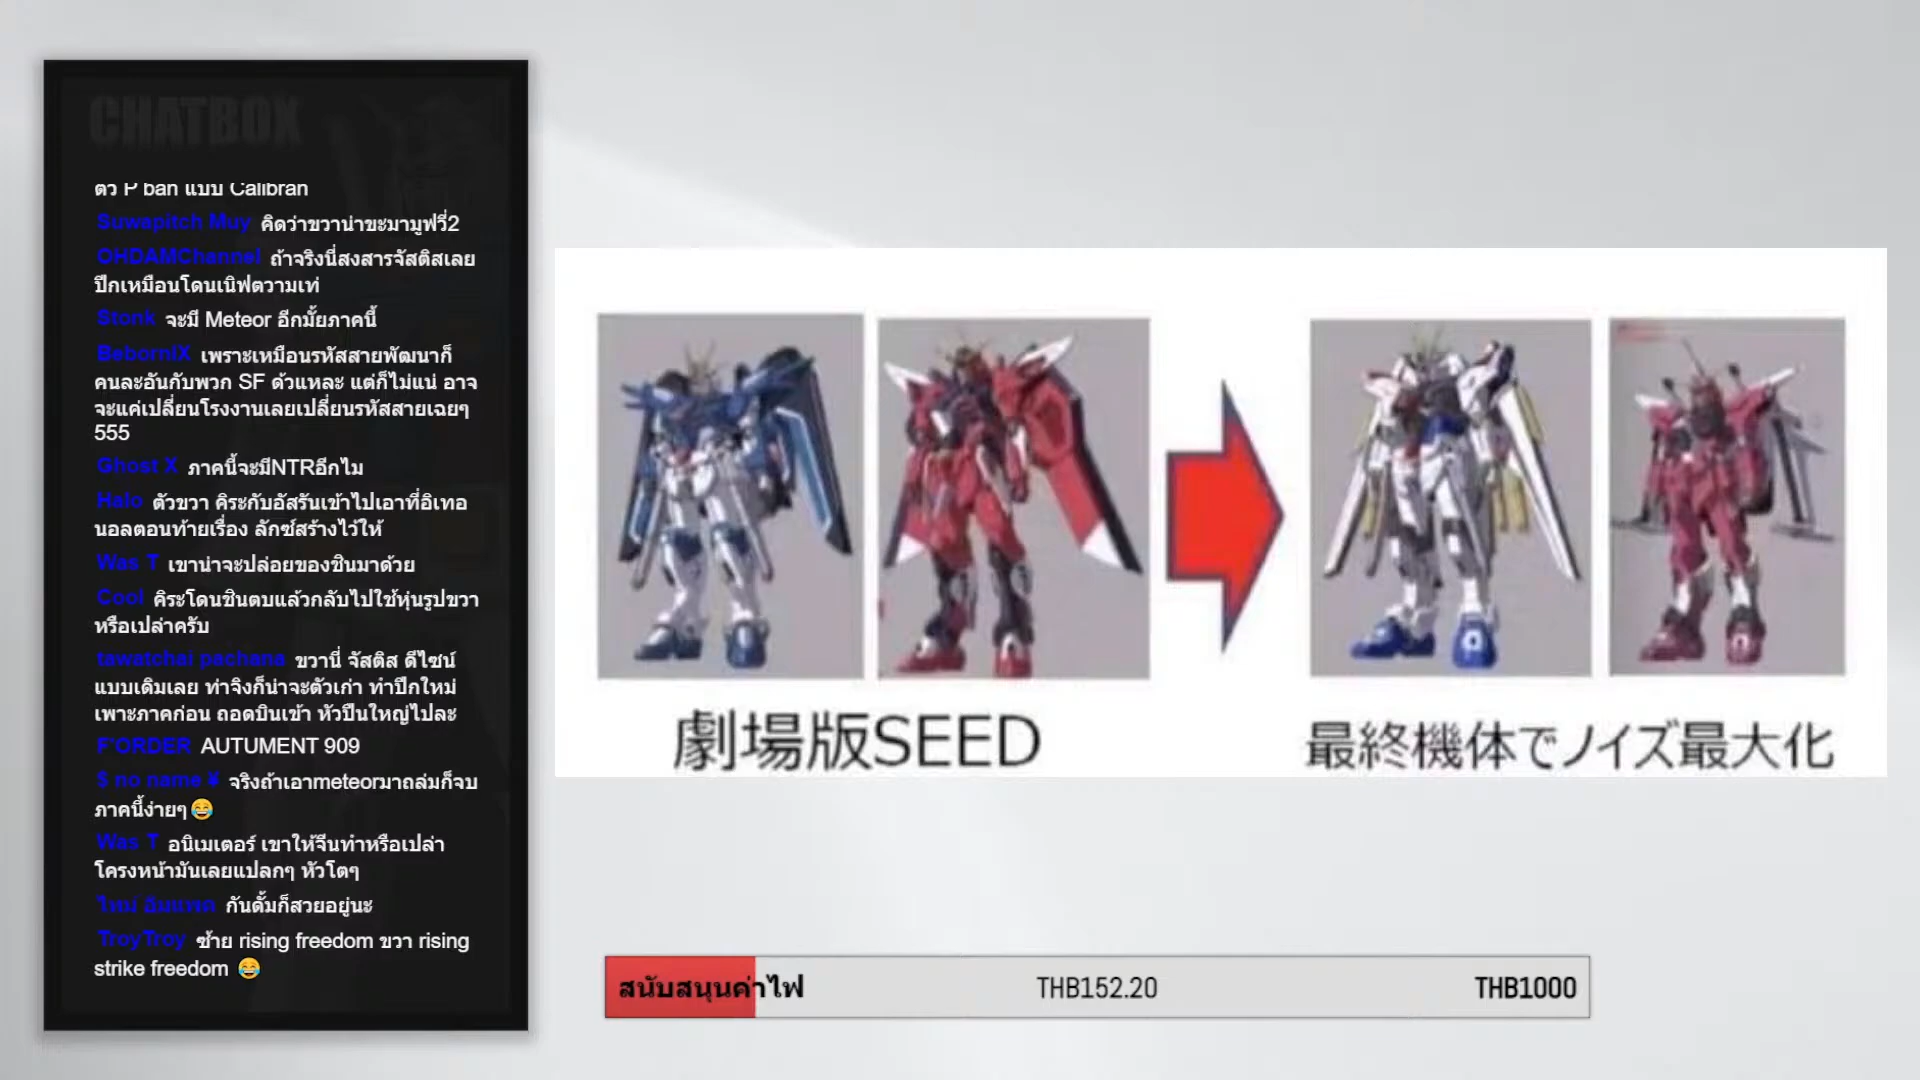 CHATBOX
ตัว P ban แบบ Calibran
Suwapitch Muy คิดว่าขวาน่าขะมามูฟวี่2
OHDAMChannel ถ้าจริงนี่สงสารจัสติสเลย
ปีกเหมือนโดนเนิฟตวามเท่
Stonk จะมี Meteor อีกมั้ยภาคนี้
BebornIX เพราะเหมือนรหัสสายพัฒนาก็
คนละอันกับพวก SF ด้วแหละ แต่ก็ไม่แน่ อาจ
จะแค่เปลี่ยนโรงงานเลยเปลี่ยนรหัสสายเฉยๆ
555
Ghost X ภาคนี้จะมีNTRอีกไม
Halo ตัวขวา คิระกับอัสรันเข้าไปเอาที่อิเทอ
นอลตอนท้ายเรื่อง ลักซ์สร้างไว้ให้
Was T เขาน่าจะปล่อยของชินมาด้วย
Cool คิระโดนชินตบแล้วกลับไปใช้หุ่นรูปขวา
หรือเปล่าครับ
tawatchai pachana ขวานี่ จัสติส ดีไซน์
แบบเดิมเลย ท่าจิงก็น่าจะตัวเก่า ทำปีกใหม่
เพาะภาคก่อน ถอดบินเข้า หัวปืนใหญ่ไปละ
F'ORDER AUTUMENT 909
$ no name ¥ จริงถ้าเอาmeteorมาถล่มก็จบ
ภาคนี้ง่ายๆ😂
Was T อนิเมเตอร์ เขาให้จีนทำหรือเปล่า
โครงหน้ามันเลยแปลกๆ หัวโตๆ
ใหม่ อิมแพค กันดั้มก็สวยอยู่นะ
TroyTroy ซ้าย rising freedom ขวา rising
strike freedom 😂
劇場版SEED
最終機体でノイズ最大化
สนับสนุนค่าไฟ THB152.20 THB1000